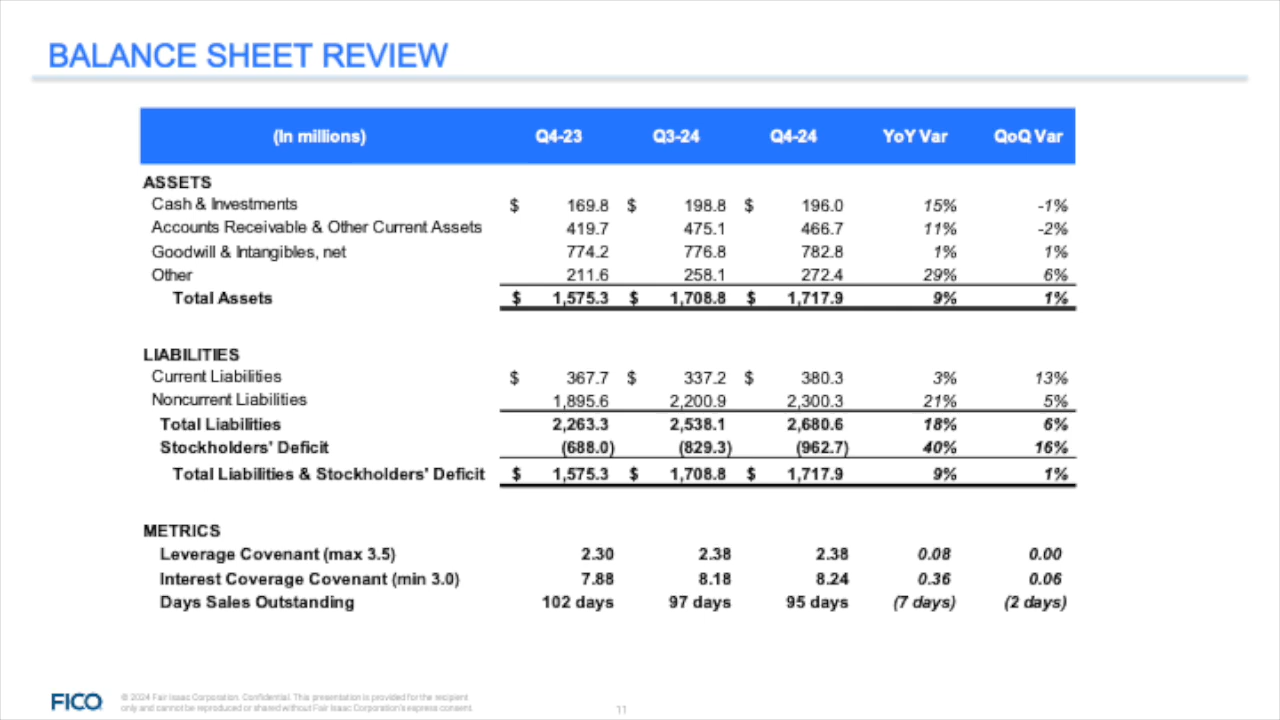 BALANCE SHEET REVIEW
(In millions) Q4-23 Q3-24 Q4-24 YoY Var QoQ Var
ASSETS
Cash & Investments $ 169.8 $ 198.8 $ 196.0 15% -1%
Accounts Receivable & Other Current Assets 419.7 475.1 466.7 11% -2%
Goodwill & Intangibles, net 774.2 776.8 782.8 1% 1%
Other 211.6 258.1 272.4 29% 6%
Total Assets $ 1,575.3 $ 1,708.8 $ 1,717.9 9% 1%
LIABILITIES
Current Liabilities $ 367.7 $ 337.2 $ 380.3 3% 13%
Noncurrent Liabilities 1,895.6 2,200.9 2,300.3 21% 5%
Total Liabilities 2,263.3 2,538.1 2,680.6 18% 6%
Stockholders' Deficit (688.0) (829.3) (962.7) 40% 16%
Total Liabilities & Stockholders' Deficit $ 1,575.3 $ 1,708.8 $ 1,717.9 9% 1%
METRICS
Leverage Covenant (max 3.5) 2.30 2.38 2.38 0.08 0.00
Interest Coverage Covenant (min 3.0) 7.88 8.18 8.24 0.36 0.06
Days Sales Outstanding 102 days 97 days 95 days (7 days) (2 days)
FICO
© 2024 Fair Isaac Corporation. Confidential. This presentation is provided for the recipient
only and cannot be reproduced or shared without Fair Isaac Corporation's express consent.
11